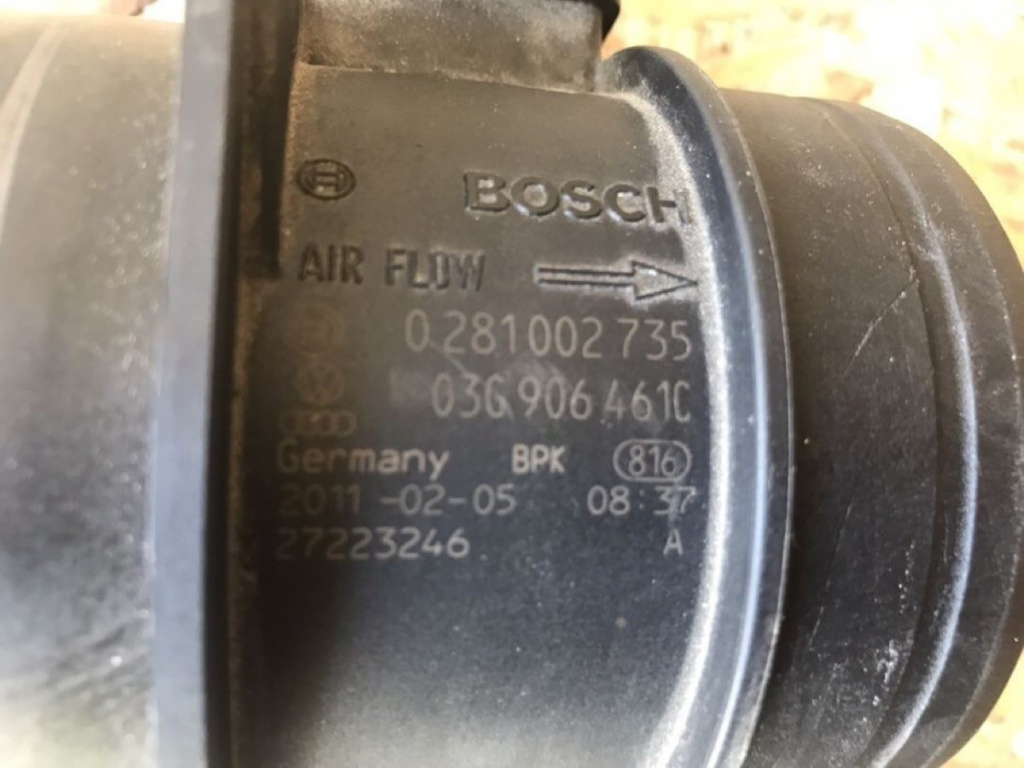 BOSCH
AIR FLOW
0 281 002 735
03G 906 461C
Germany BPK 816
2011-02-05 08:37
27223246 A